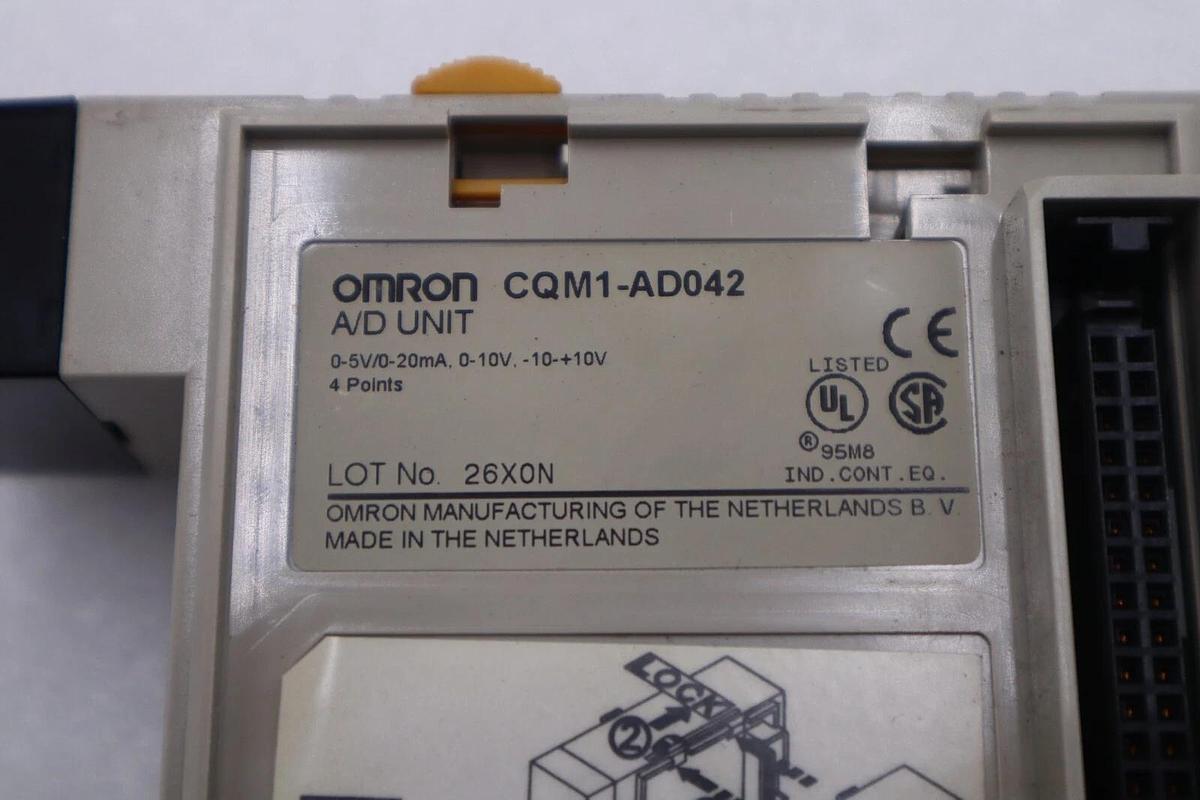 OMRON CQM1-AD042
A/D UNIT
0-5V/0-20mA, 0-10V, -10-+10V
4 Points
CE
LISTED
UL
SA
® 95M8
IND.CONT.EQ.
LOT No. 26X0N
OMRON MANUFACTURING OF THE NETHERLANDS B. V.
MADE IN THE NETHERLANDS
LOCK
2